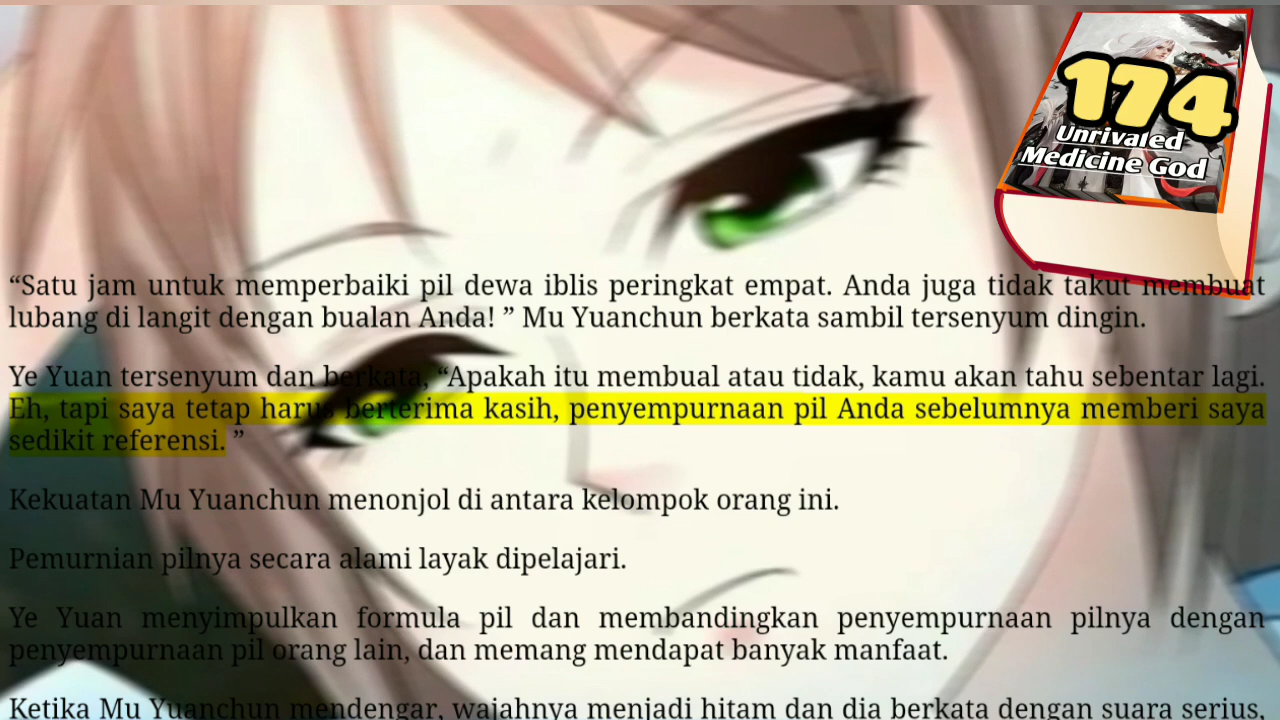 174
Unrivaled
Medicine God
“Satu jam untuk memperbaiki pil dewa iblis peringkat empat. Anda juga tidak takut membuat
lubang di langit dengan bualan Anda! ” Mu Yuanchun berkata sambil tersenyum dingin.
Ye Yuan tersenyum dan berkata, “Apakah itu membual atau tidak, kamu akan tahu sebentar lagi.
Eh, tapi saya tetap harus berterima kasih, penyempurnaan pil Anda sebelumnya memberi saya
sedikit referensi. ”
Kekuatan Mu Yuanchun menonjol di antara kelompok orang ini.
Pemurnian pilnya secara alami layak dipelajari.
Ye Yuan menyimpulkan formula pil dan membandingkan penyempurnaan pilnya dengan
penyempurnaan pil orang lain, dan memang mendapat banyak manfaat.
Ketika Mu Yuanchun mendengar, wajahnya menjadi hitam dan dia berkata dengan suara serius,